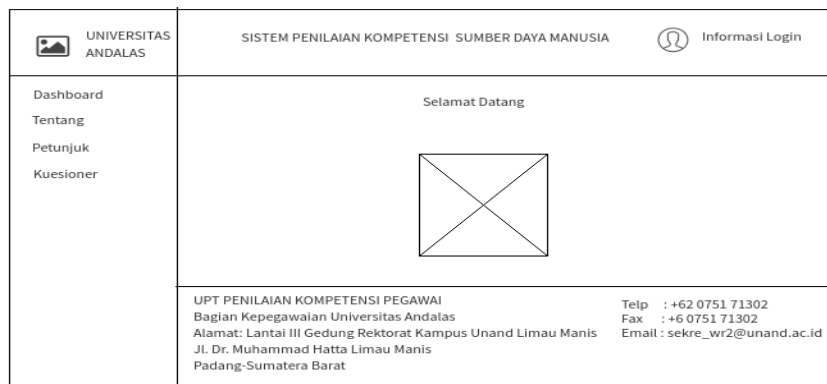 UNIVERSITAS
ANDALAS
SISTEM PENILAIAN KOMPETENSI SUMBER DAYA MANUSIA
Informasi Login
Dashboard
Tentang
Petunjuk
Kuesioner
Selamat Datang
UPT PENILAIAN KOMPETENSI PEGAWAI
Bagian Kepegawaian Universitas Andalas
Alamat: Lantai III Gedung Rektorat Kampus Unand Limau Manis
Jl. Dr. Muhammad Hatta Limau Manis
Padang-Sumatera Barat
Telp : +62 0751 71302
Fax : +6 0751 71302
Email : sekre_wr2@unand.ac.id